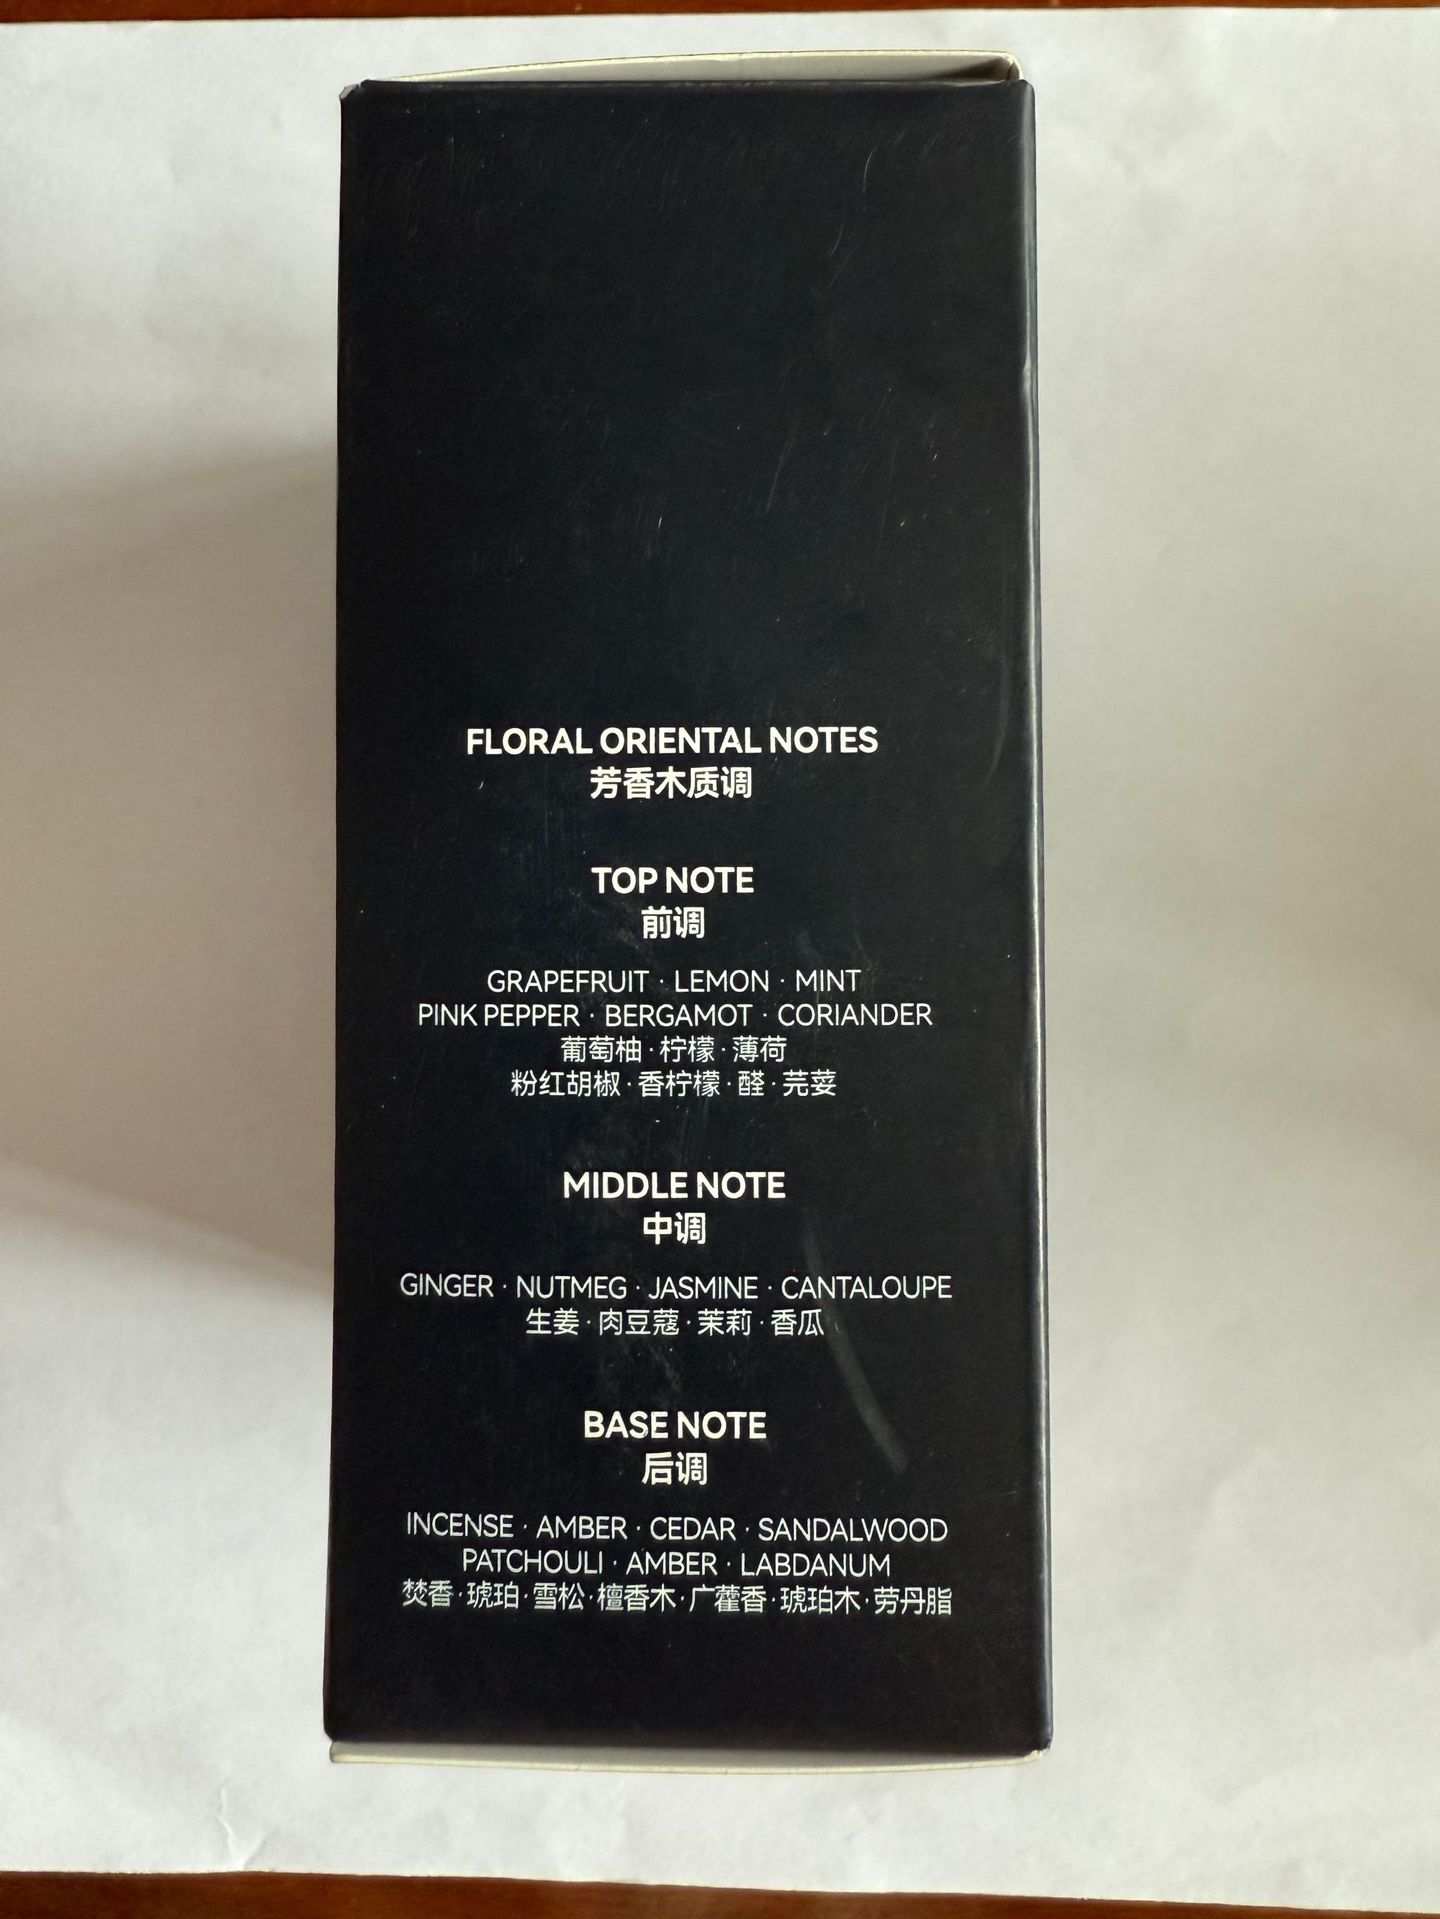 FLORAL ORIENTAL NOTES
芳香木质调
TOP NOTE
前调
GRAPEFRUIT · LEMON · MINT
PINK PEPPER · BERGAMOT · CORIANDER
葡萄柚 · 柠檬 · 薄荷
粉红胡椒 · 香柠檬 · 醛 · 芫荽
MIDDLE NOTE
中调
GINGER · NUTMEG · JASMINE · CANTALOUPE
生姜 · 肉豆蔻 · 茉莉 · 香瓜
BASE NOTE
后调
INCENSE · AMBER · CEDAR · SANDALWOOD
PATCHOULI · AMBER · LABDANUM
焚香 · 琥珀 · 雪松 · 檀香木 · 广藿香 · 琥珀木 · 劳丹脂